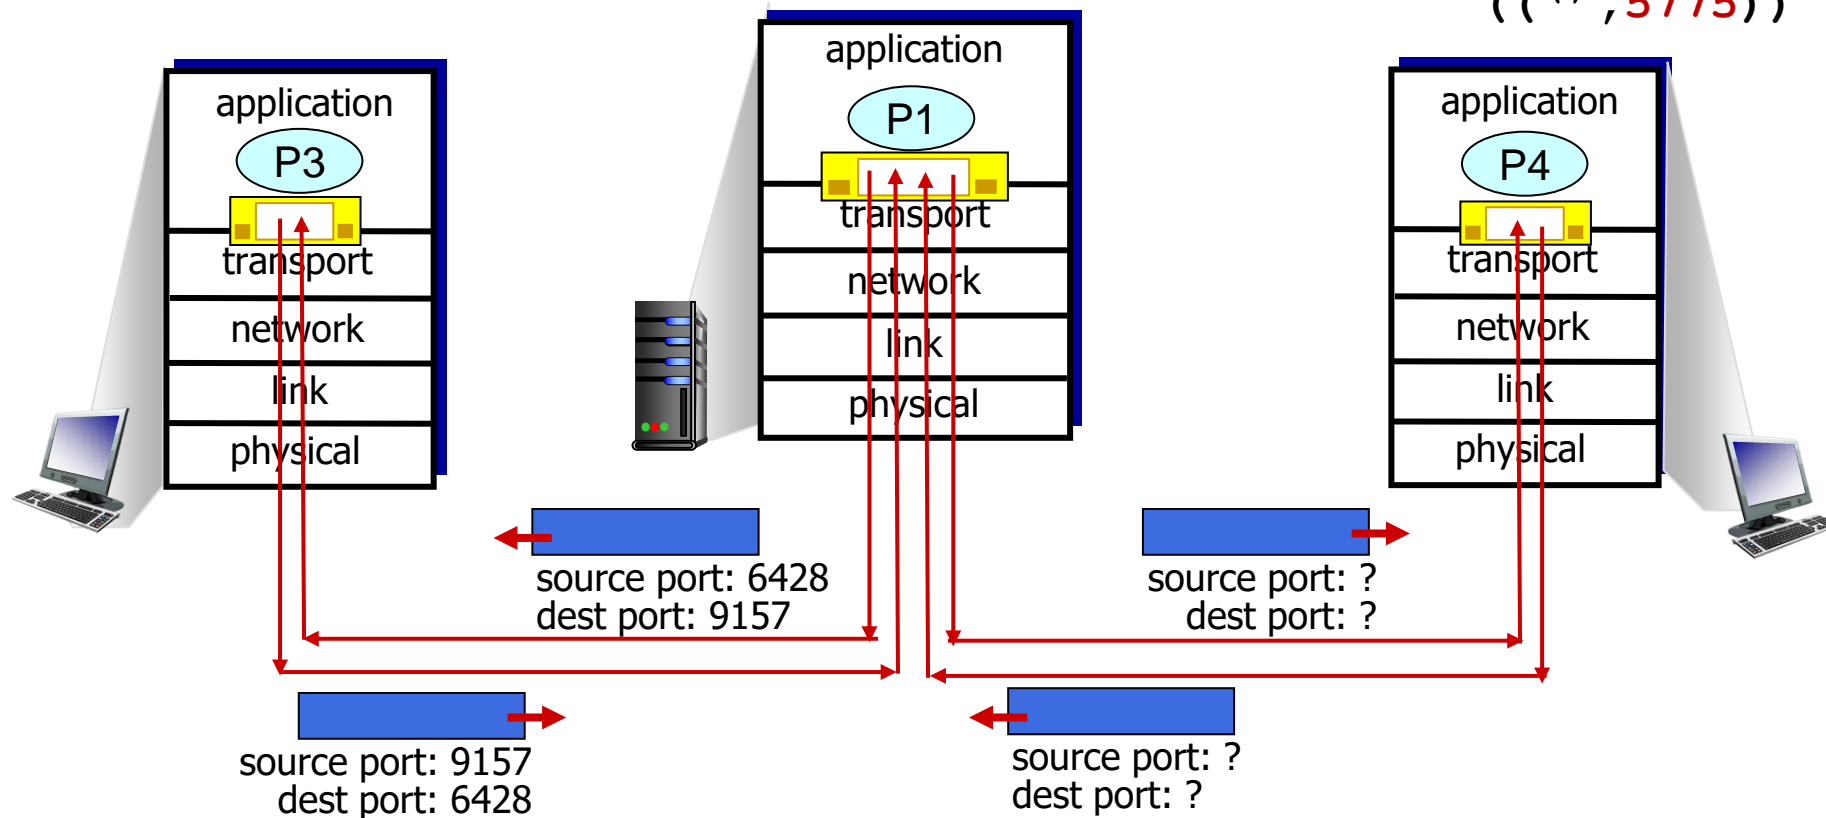 ((‘’,5775))
application
P3
transport
network
link
physical
application
P1
transport
network
link
physical
application
P4
transport
network
link
physical
source port: 6428
dest port: 9157
source port: ?
dest port: ?
source port: 9157
dest port: 6428
source port: ?
dest port: ?